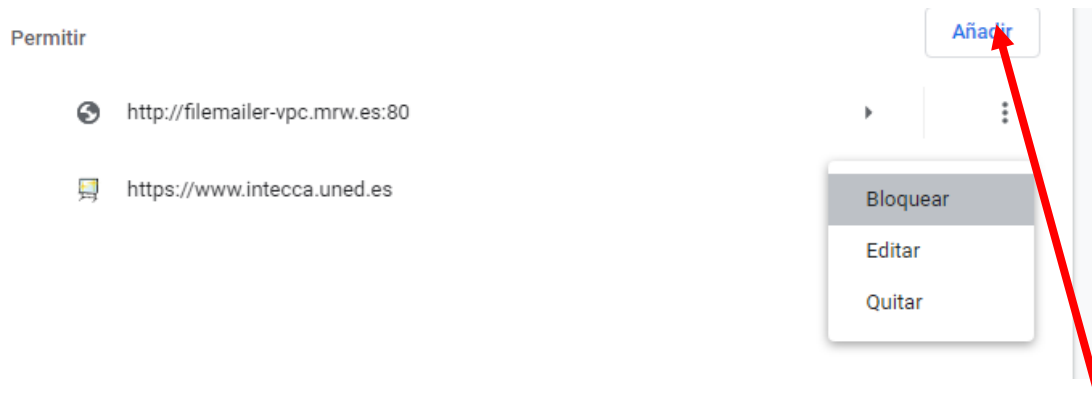 Permitir
Añadir
http://filemailer-vpc.mrw.es:80
https://www.intecca.uned.es
Bloquear
Editar
Quitar